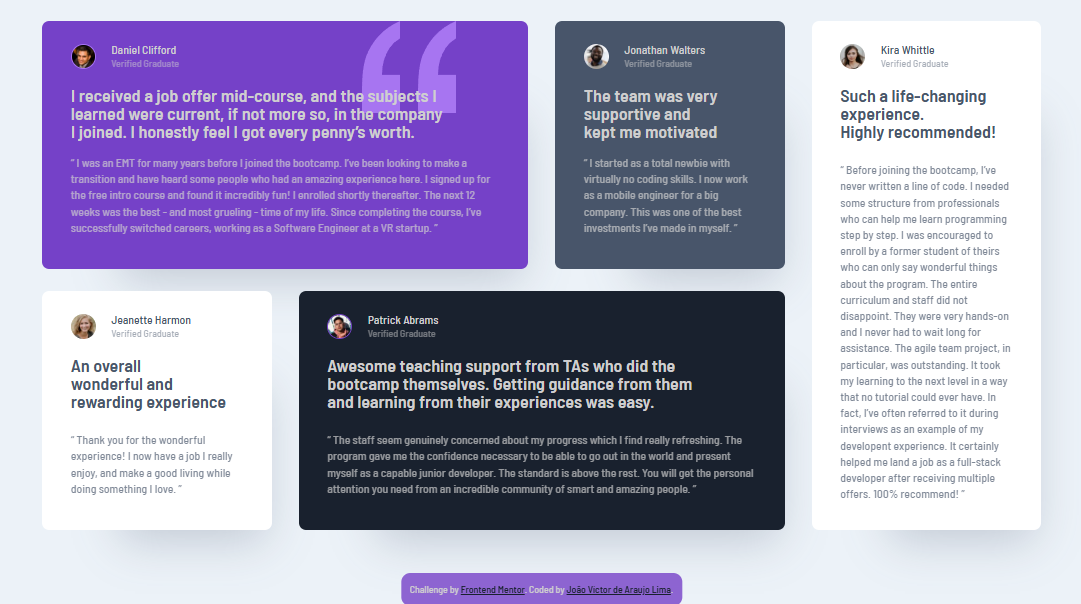 Daniel Clifford
Verified Graduate
I received a job offer mid-course, and the subjects I
learned were current, if not more so, in the company
I joined. I honestly feel I got every penny’s worth.
“ I was an EMT for many years before I joined the bootcamp. I’ve been looking to make a
transition and have heard some people who had an amazing experience here. I signed up for
the free intro course and found it incredibly fun! I enrolled shortly thereafter. The next 12
weeks was the best - and most grueling - time of my life. Since completing the course, I’ve
successfully switched careers, working as a Software Engineer at a VR startup. ”
Jonathan Walters
Verified Graduate
The team was very
supportive and
kept me motivated
“ I started as a total newbie with
virtually no coding skills. I now work
as a mobile engineer for a big
company. This was one of the best
investments I’ve made in myself. ”
Kira Whittle
Verified Graduate
Such a life-changing
experience.
Highly recommended!
“ Before joining the bootcamp, I’ve
never written a line of code. I needed
some structure from professionals
who can help me learn programming
step by step. I was encouraged to
enroll by a former student of theirs
who can only say wonderful things
about the program. The entire
curriculum and staff did not
disappoint. They were very hands-on
and I never had to wait long for
assistance. The agile team project, in
particular, was outstanding. It took
my learning to the next level in a way
that no tutorial could ever have. In
fact, I’ve often referred to it during
interviews as an example of my
developent experience. It certainly
helped me land a job as a full-stack
developer after receiving multiple
offers. 100% recommend! ”
Jeanette Harmon
Verified Graduate
An overall
wonderful and
rewarding experience
“ Thank you for the wonderful
experience! I now have a job I really
enjoy, and make a good living while
doing something I love. ”
Patrick Abrams
Verified Graduate
Awesome teaching support from TAs who did the
bootcamp themselves. Getting guidance from them
and learning from their experiences was easy.
“ The staff seem genuinely concerned about my progress which I find really refreshing. The
program gave me the confidence necessary to be able to go out in the world and present
myself as a capable junior developer. The standard is above the rest. You will get the personal
attention you need from an incredible community of smart and amazing people. ”
Challenge by Frontend Mentor. Coded by João Victor de Araujo Lima.